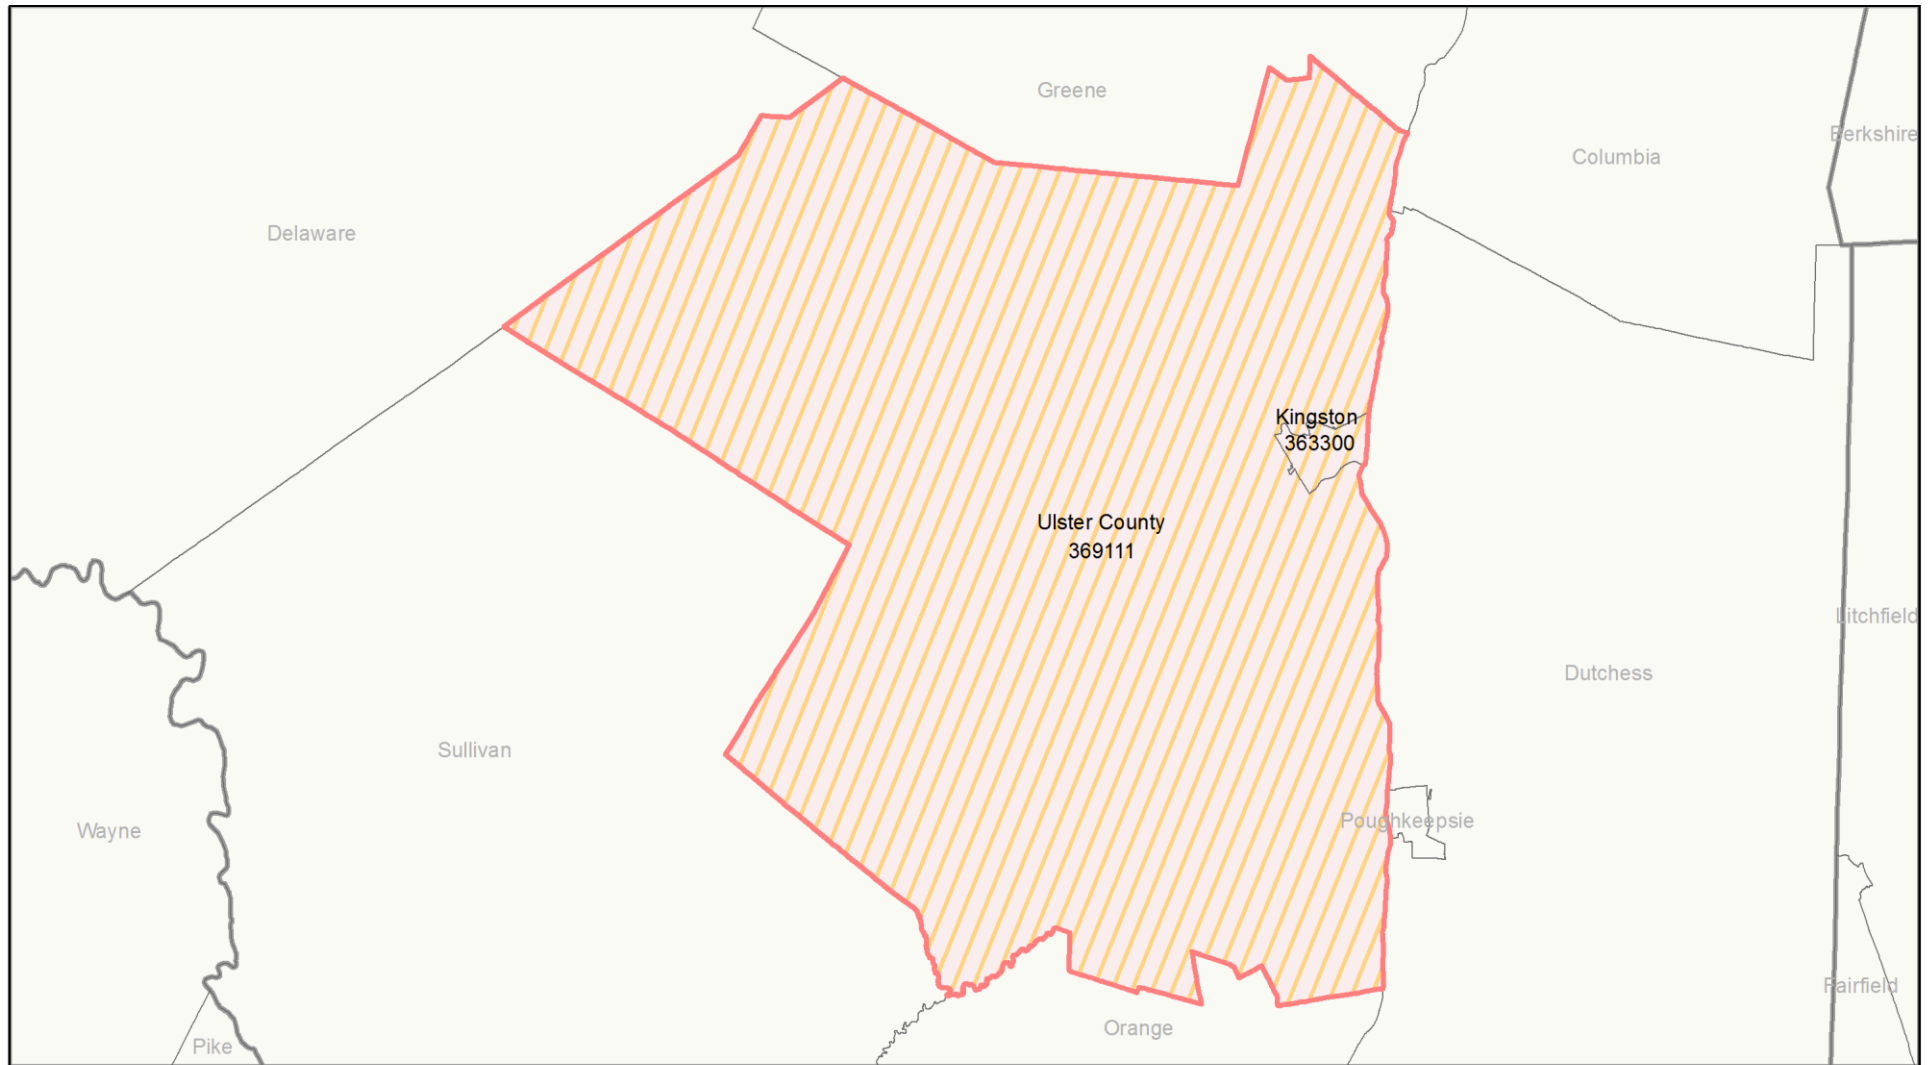 Greene
Berkshire
Columbia
Delaware
Kingston
363300
Ulster County
369111
Litchfield
Dutchess
Sullivan
Poughkeepsie
Wayne
Fairfield
Orange
Pike